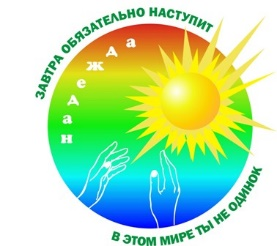 ЗАВТРА ОБЯЗАТЕЛЬНО НАСТУПИТ
надежда
В ЭТОМ МИРЕ ТЫ НЕ ОДИНОК